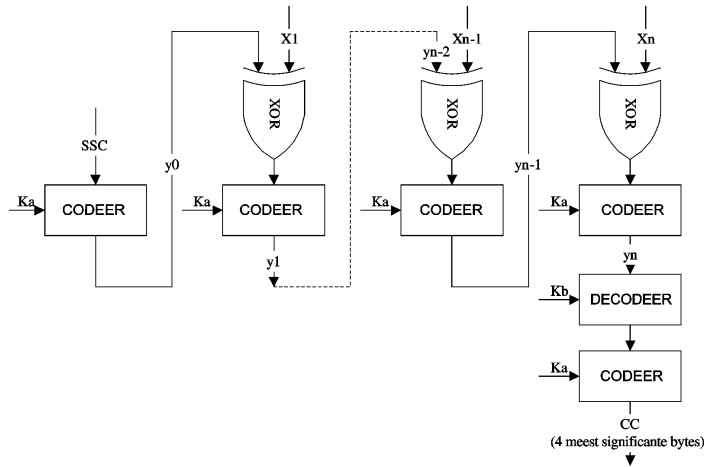 X1
yn-2
Xn-1
Xn
XOR
XOR
XOR
SSC
y0
yn-1
Ka
CODEER
Ka
CODEER
Ka
CODEER
Ka
CODEER
y1
yn
Kb
DECODEER
Ka
CODEER
CC
(4 meest significante bytes)